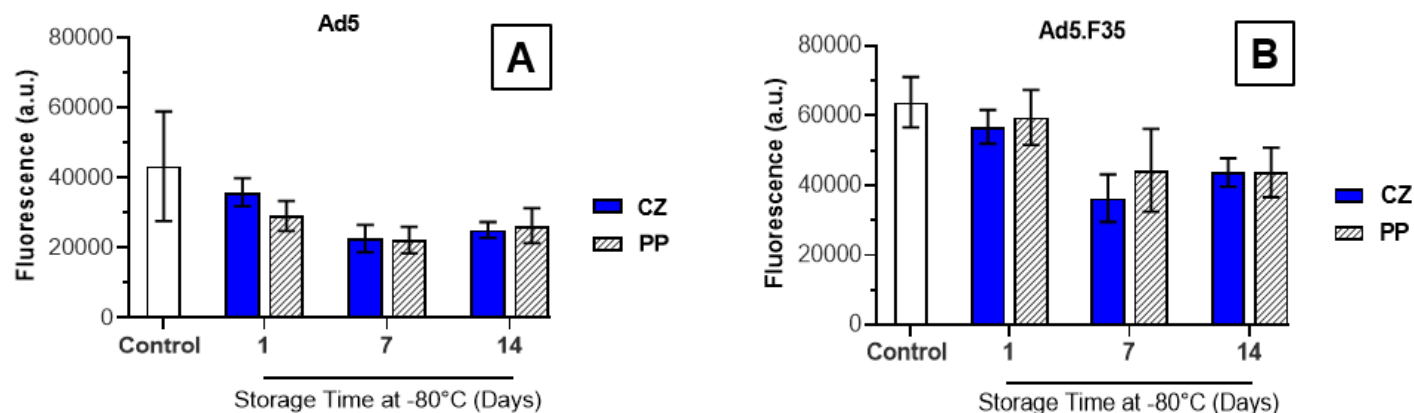 Ad5
A
80000
60000
40000
20000
0
Fluorescence (a.u.)
Control
1
7
14
Storage Time at -80°C (Days)
CZ
PP
Ad5.F35
B
80000
60000
40000
20000
0
Fluorescence (a.u.)
Control
1
7
14
Storage Time at -80°C (Days)
CZ
PP